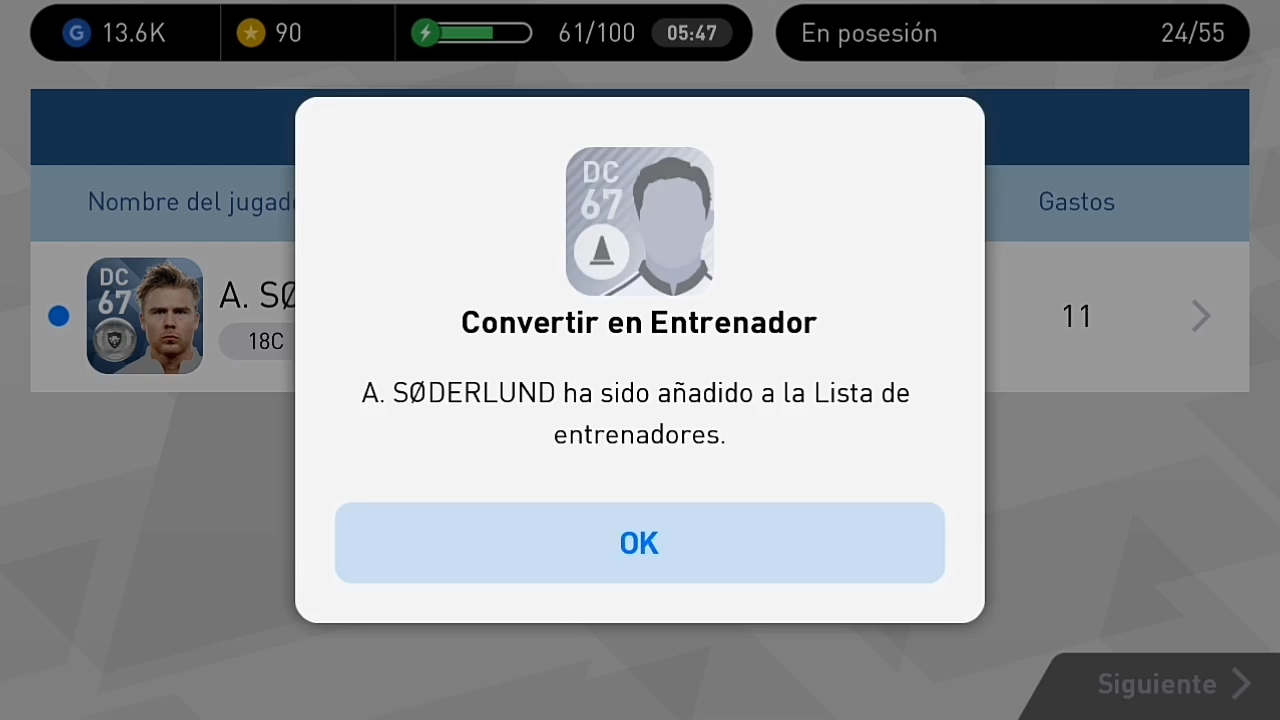 G 13.6K
90
61/100
05:47
En posesión
24/55
Nombre del jugad
Gastos
DC
67
A. SØ
18C
11
DC
67
Convertir en Entrenador
A. SØDERLUND ha sido añadido a la Lista de
entrenadores.
OK
Siguiente